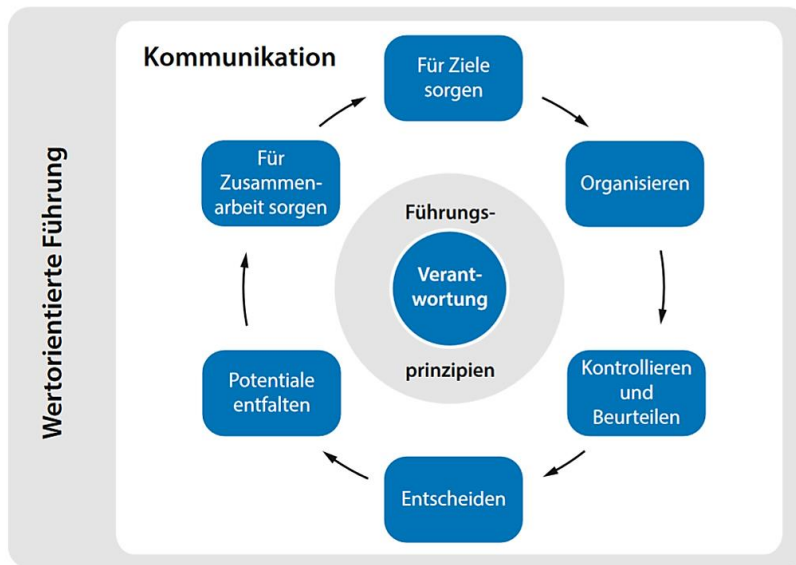 Wertorientierte Führung
Kommunikation
Für Ziele
sorgen
Organisieren
Kontrollieren
und
Beurteilen
Entscheiden
Potentiale
entfalten
Für
Zusammen-
arbeit sorgen
Führungs-
Verant-
wortung
prinzipien